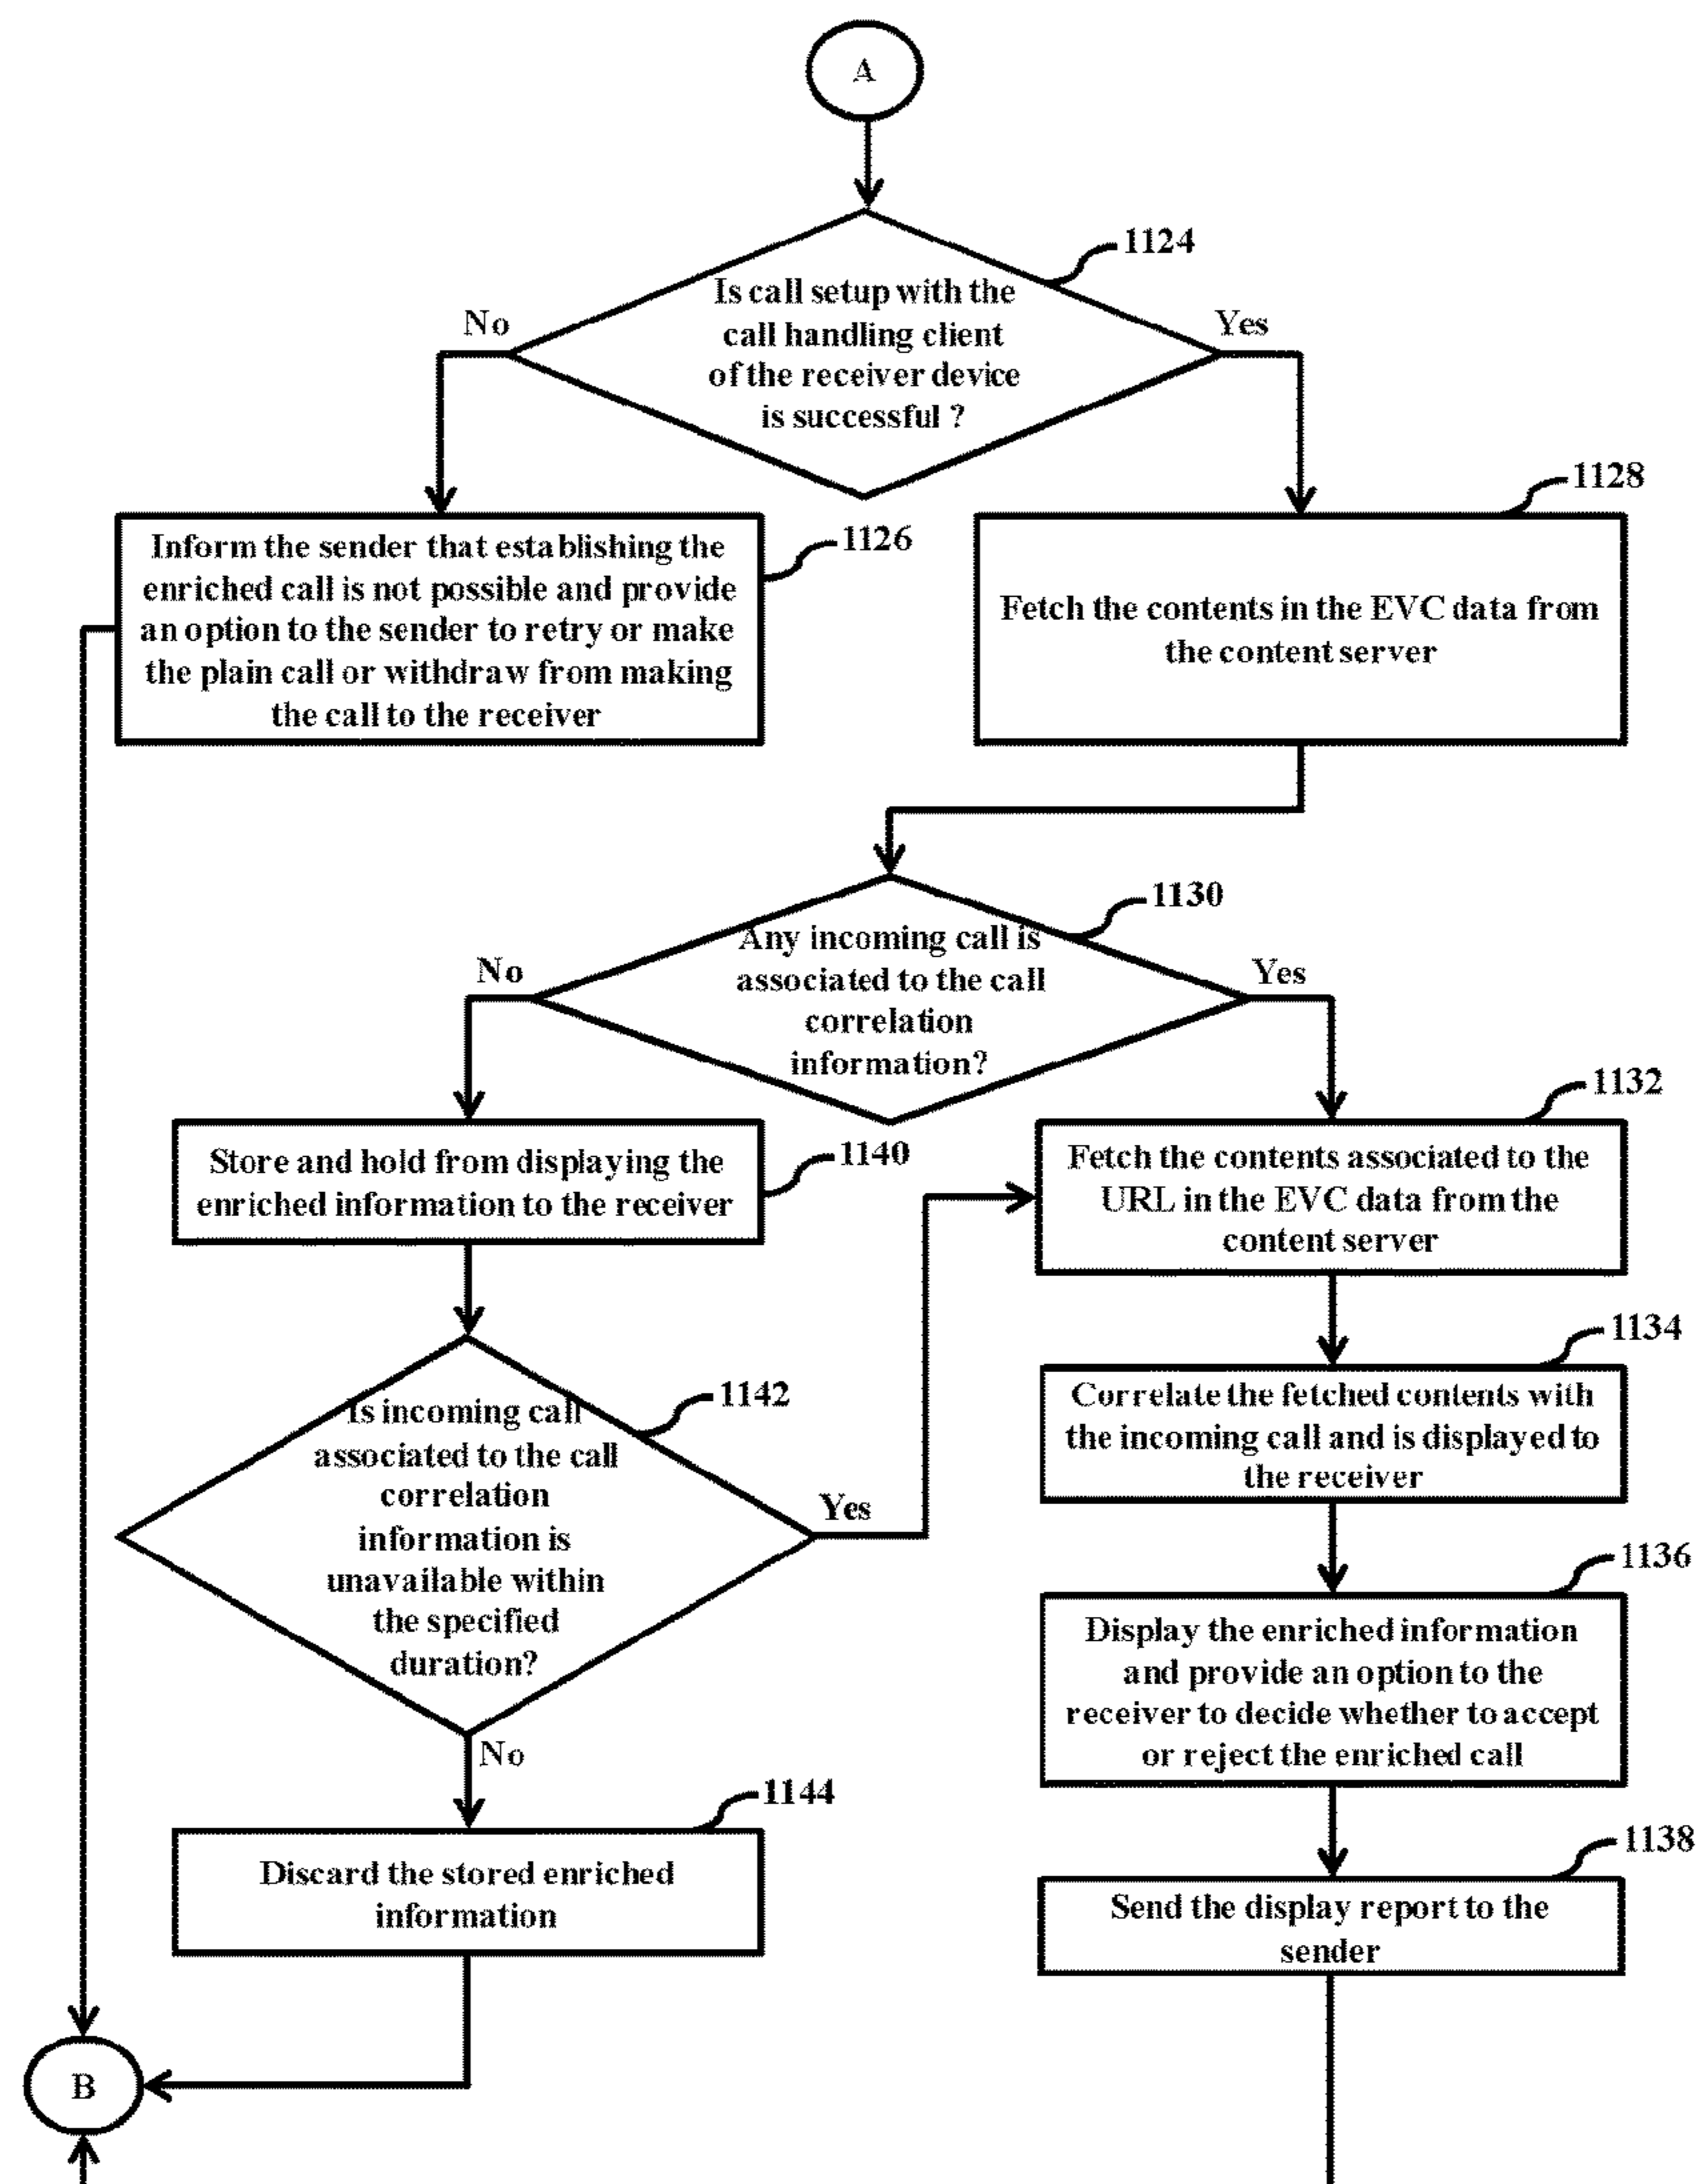 A
1124
Is call setup with the
call handling client
of the receiver device
is successful ?
No
Yes
1126
Inform the sender that establishing the
enriched call is not possible and provide
an option to the sender to retry or make
the plain call or withdraw from making
the call to the receiver
1128
Fetch the contents in the EVC data from
the content server
1130
Any incoming call is
associated to the call
correlation
information?
No
Yes
1140
Store and hold from displaying the
enriched information to the receiver
1132
Fetch the contents associated to the
URL in the EVC data from the
content server
1134
Correlate the fetched contents with
the incoming call and is displayed to
the receiver
1142
Is incoming call
associated to the call
correlation
information is
unavailable within
the specified
duration?
Yes
No
1136
Display the enriched information
and provide an option to the
receiver to decide whether to accept
or reject the enriched call
1144
Discard the stored enriched
information
1138
Send the display report to the
sender
B